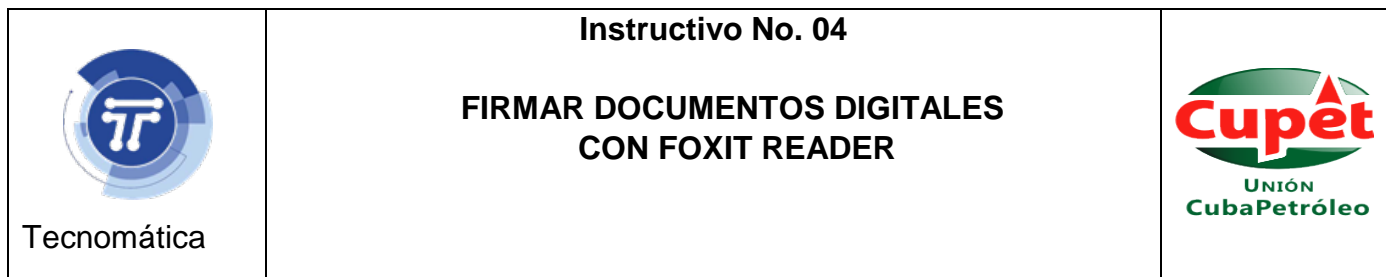 Tecnomática
Instructivo No. 04
FIRMAR DOCUMENTOS DIGITALES
CON FOXIT READER
Cupet
UNIÓN
CubaPetróleo